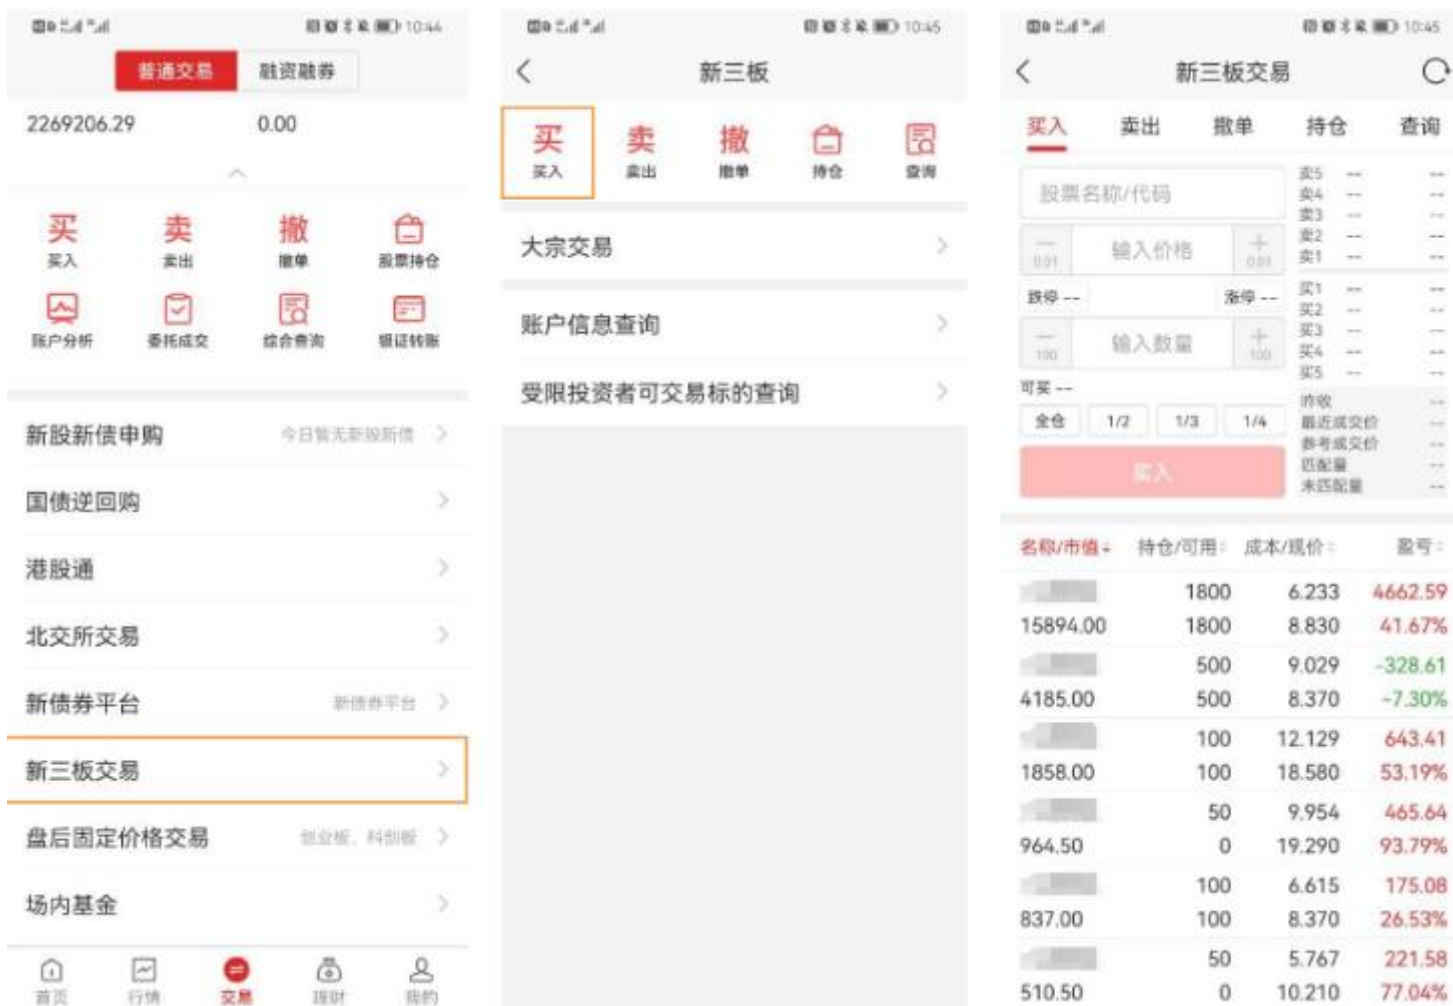 10:44
普通交易 融资融券
2269206.29 0.00
买 卖 撤
买入 卖出 撤单 股票持仓
账户分析 委托成交 综合查询 银证转账
新股新债申购 今日暂无新股新债
国债逆回购
港股通
北交所交易
新债券平台 新债券平台
新三板交易
盘后固定价格交易 创业板、科创板
场内基金
首页 行情 交易 理财 我的
10:45
新三板
买 卖 撤
买入 卖出 撤单 持仓 查询
大宗交易
账户信息查询
受限投资者可交易标的查询
10:45
新三板交易
买入 卖出 撤单 持仓 查询
股票名称/代码
— 输入价格 +
0.01 0.01
跌停 -- 涨停 --
— 输入数量 +
100 100
可买 --
全仓 1/2 1/3 1/4
买入
卖5 -- --
卖4 -- --
卖3 -- --
卖2 -- --
卖1 -- --
买1 -- --
买2 -- --
买3 -- --
买4 -- --
买5 -- --
昨收 --
最近成交价 --
参考成交价 --
匹配量 --
未匹配量 --
名称/市值 持仓/可用 成本/现价 盈亏
1800 6.233 4662.59
15894.00 1800 8.830 41.67%
500 9.029 -328.61
4185.00 500 8.370 -7.30%
100 12.129 643.41
1858.00 100 18.580 53.19%
50 9.954 465.64
964.50 0 19.290 93.79%
100 6.615 175.08
837.00 100 8.370 26.53%
50 5.767 221.58
510.50 0 10.210 77.04%